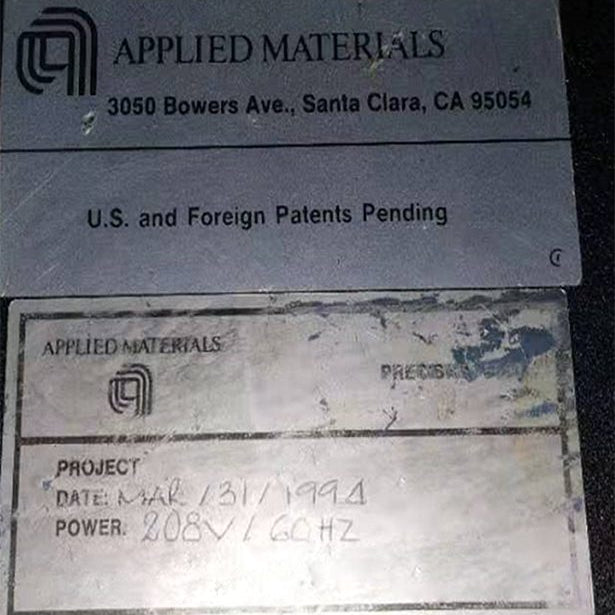 APPLIED MATERIALS
3050 Bowers Ave., Santa Clara, CA 95054
U.S. and Foreign Patents Pending
APPLIED MATERIALS
PROJECT
DATE: MAR / 31 / 1994
POWER. 208V / 60HZ